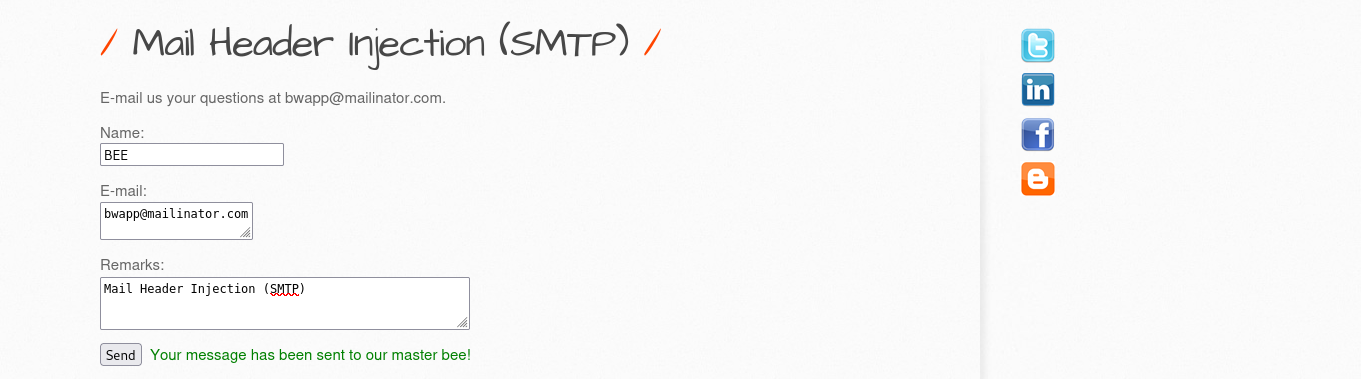 / Mail Header Injection (SMTP) /
E-mail us your questions at bwapp@mailinator.com.
Name:
BEE
E-mail:
bwapp@mailinator.com
Remarks:
Mail Header Injection (SMTP)
Send Your message has been sent to our master bee!
t
in
f
B